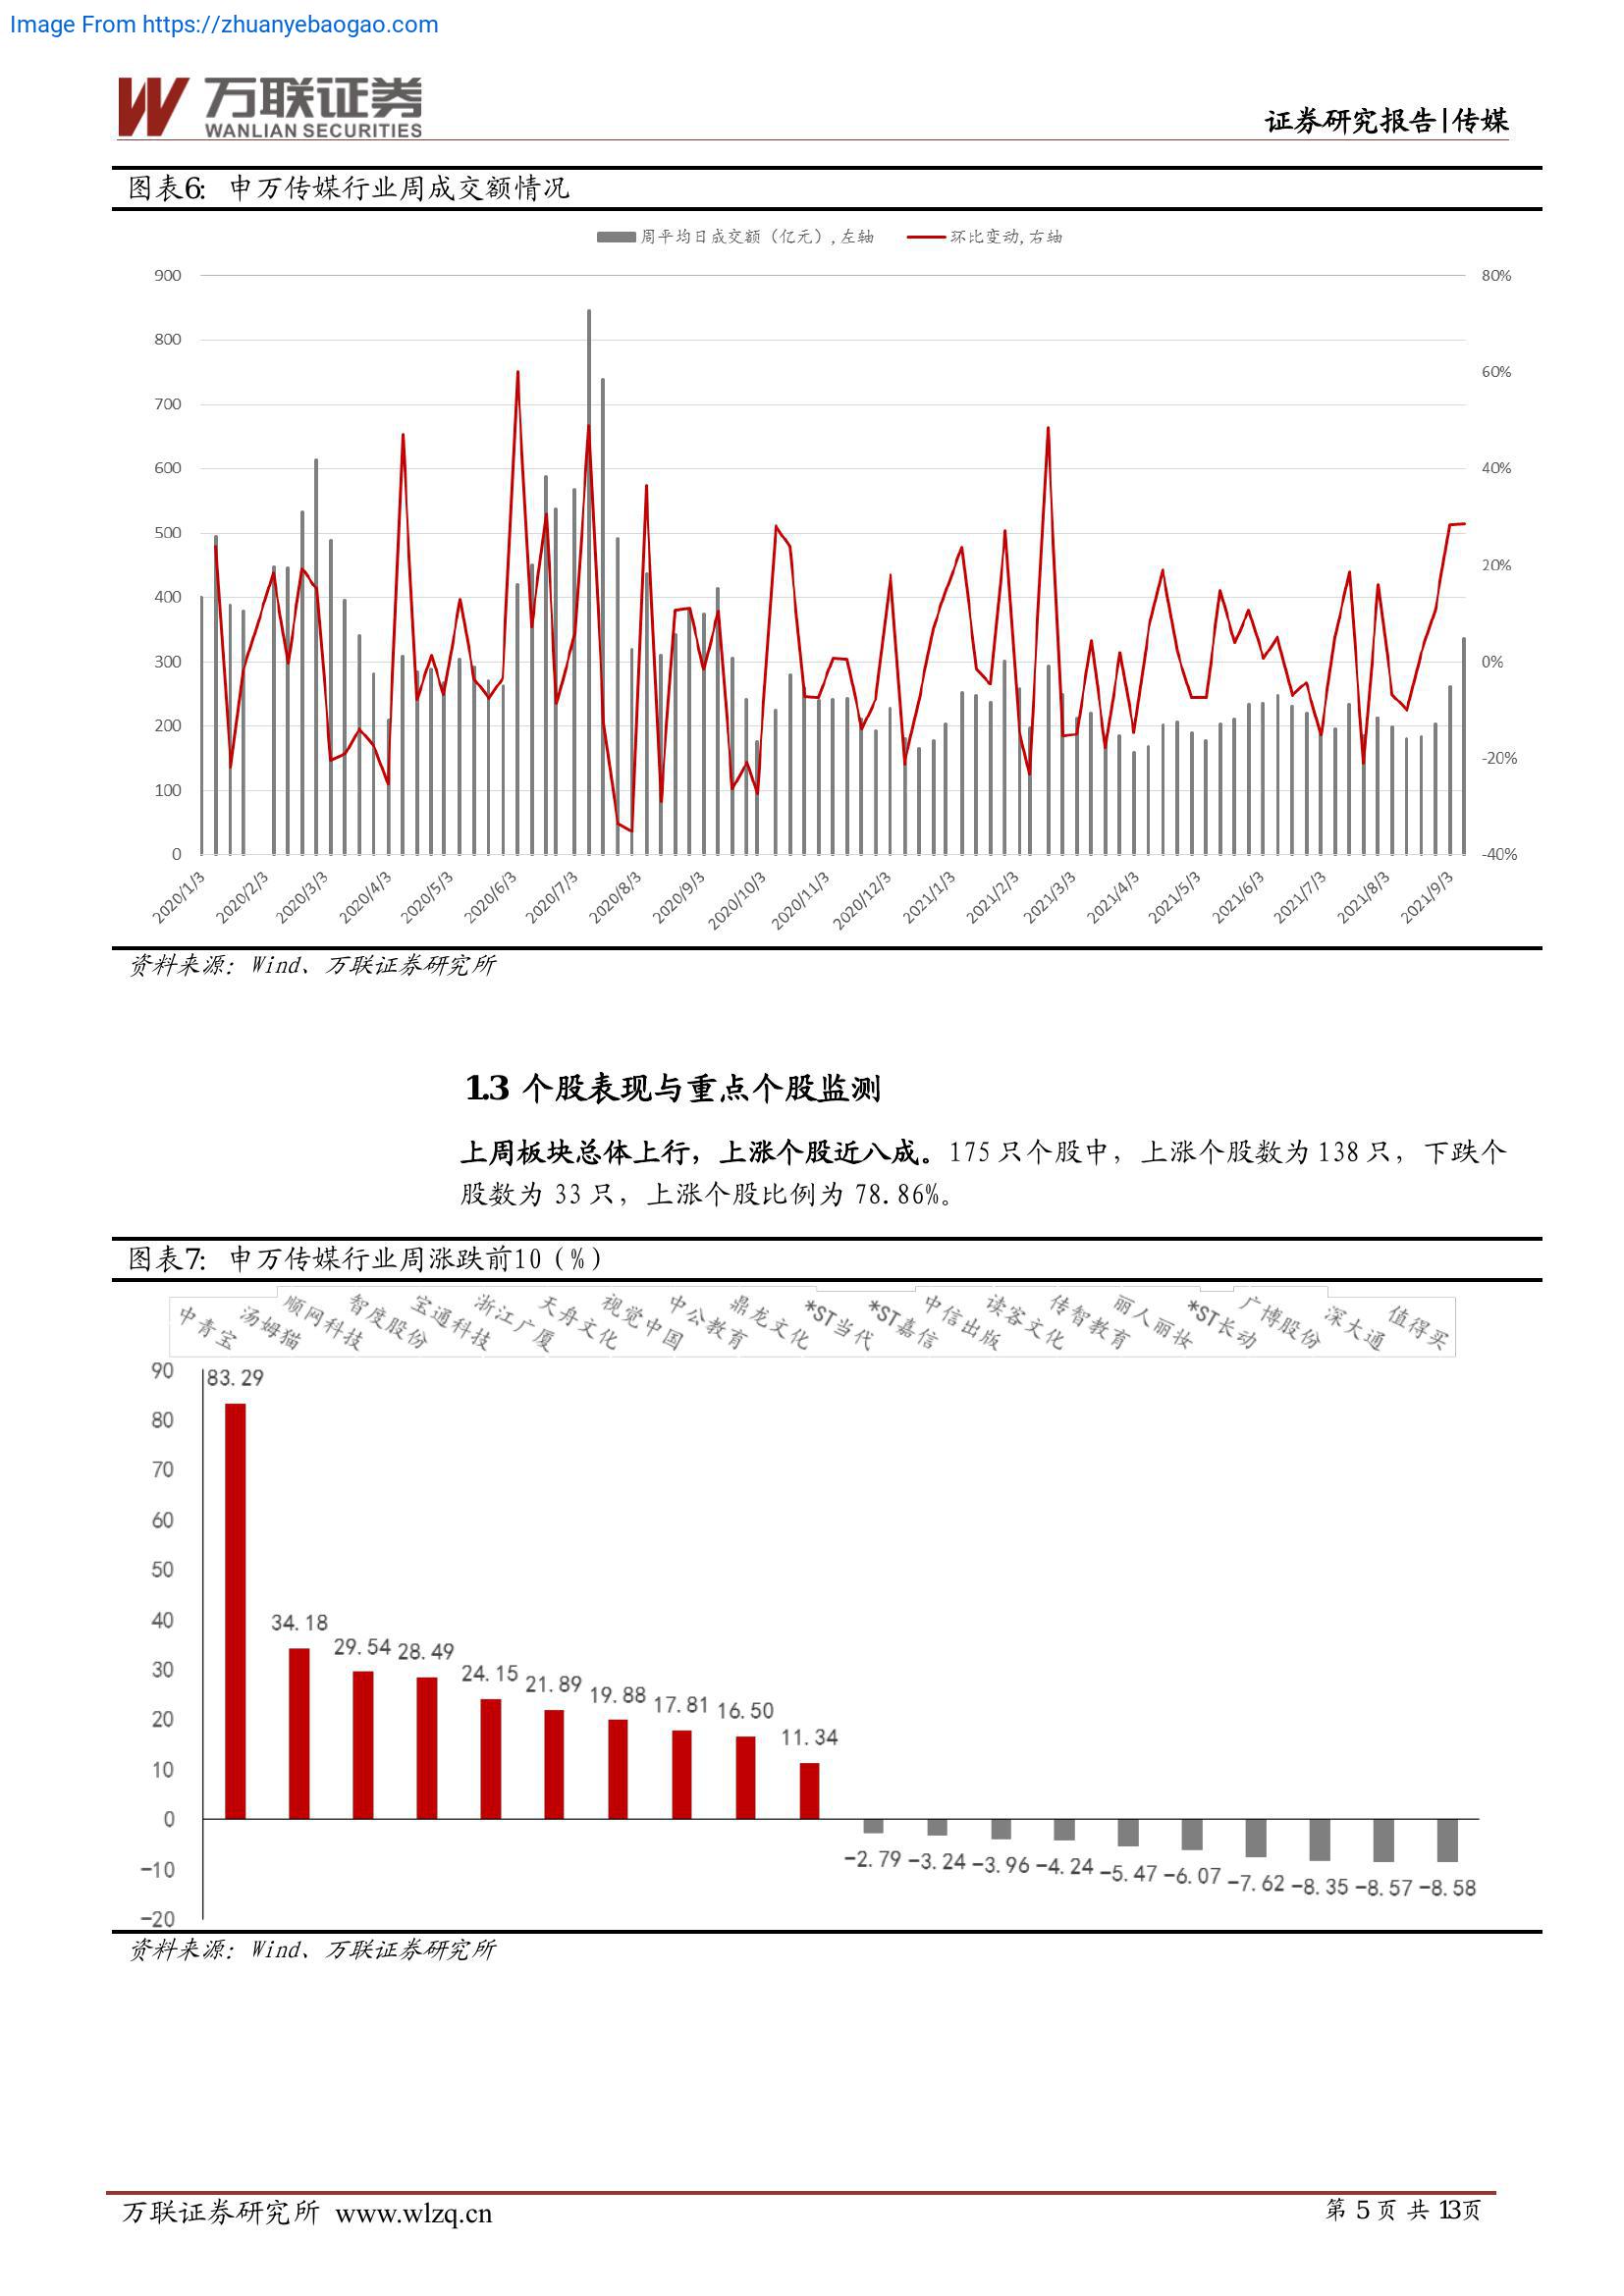 Image From https://zhuanyebaogao.com
万联证券
WANLIAN SECURITIES
证券研究报告|传媒
图表6: 申万传媒行业周成交额情况
周平均日成交额（亿元）,左轴 环比变动,右轴
900 80%
800
700 60%
600 40%
500
400 20%
300 0%
200
100 -20%
0 -40%
2020/1/3 2020/2/3 2020/3/3 2020/4/3 2020/5/3 2020/6/3 2020/7/3 2020/8/3 2020/9/3 2020/10/3 2020/11/3 2020/12/3 2021/1/3 2021/2/3 2021/3/3 2021/4/3 2021/5/3 2021/6/3 2021/7/3 2021/8/3 2021/9/3
资料来源: Wind、万联证券研究所
1.3 个股表现与重点个股监测
上周板块总体上行，上涨个股近八成。175 只个股中，上涨个股数为 138 只，下跌个
股数为 33 只，上涨个股比例为 78.86%。
图表7: 申万传媒行业周涨跌前10（%）
中青宝 汤姆猫 顺网科技 智度股份 宝通科技 浙江广厦 天舟文化 视觉中国 中公教育 鼎龙文化 *ST当代 *ST嘉信 中信出版 读客文化 传智教育 丽人丽妆 *ST长动 广博股份 深大通 值得买
90
80
70
60
50
40
30
20
10
0
-10
-20
83.29 34.18 29.54 28.49 24.15 21.89 19.88 17.81 16.50 11.34 -2.79 -3.24 -3.96 -4.24 -5.47 -6.07 -7.62 -8.35 -8.57 -8.58
资料来源: Wind、万联证券研究所
万联证券研究所 www.wlzq.cn
第 5 页 共 13页